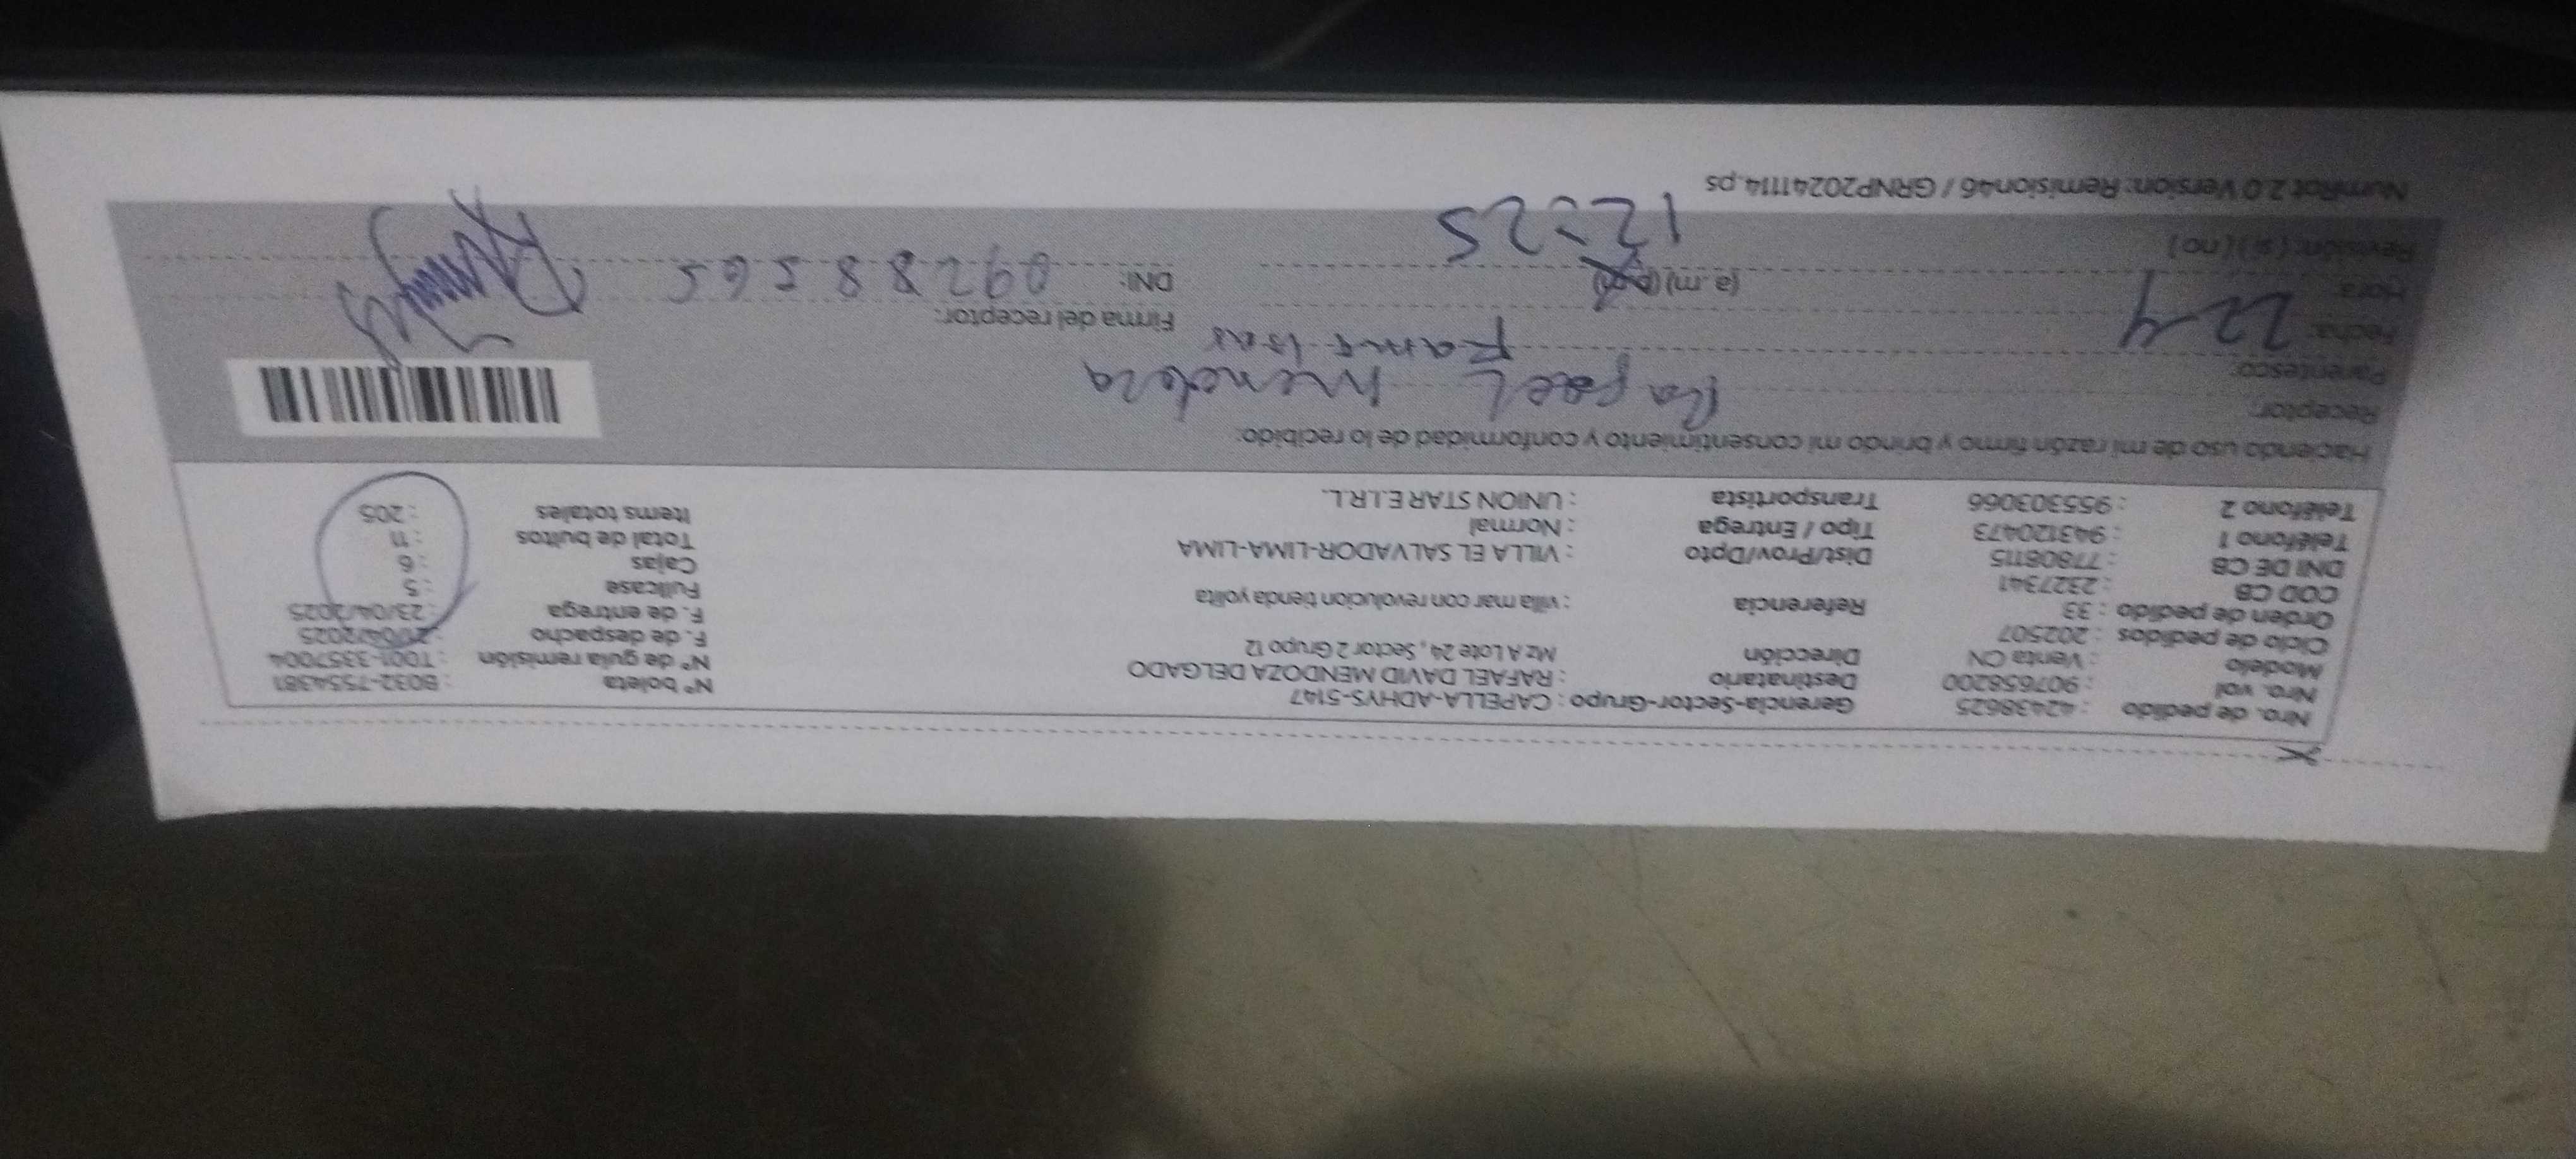 Nro. de pedido : 42438625 Gerencia-Sector-Grupo : CAPELLA-ADHYS-5147 N° boleta : B032-7554381
Nro. vol : 907658200 Destinatario : RAFAEL DAVID MENDOZA DELGADO N° de guía remisión : T001-3357004
Modelo : Venta CN Dirección Mz A Lote 24, Sector 2 Grupo 12 F. de despacho : 21/04/2025
Ciclo de pedidos : 202507 F. de entrega : 23/04/2025
Orden de pedido : 33 Referencia : villa mar con revolucion tienda yolita Fullcase : 5
COD CB : 2327341 Cajas : 6
DNI DE CB : 77808115 Dist/Prov/Dpto : VILLA EL SALVADOR-LIMA-LIMA Total de bultos : 11
Teléfono 1 : 943120473 Tipo / Entrega : Normal Items totales : 205
Teléfono 2 : 955303066 Transportista : UNION STAR E.I.R.L.
Haciendo uso de mi razón firmo y brindo mi consentimiento y conformidad de lo recibido:
Receptor: Rafael Mendoza
Parentesco:
Fecha: 22 4 Firma del receptor:
Hora: (a.m) DNI: 09288565
Revisión: (si) (no) 12:25
NumRot 2.0 Version: Remision46 / GRNP20241114.ps